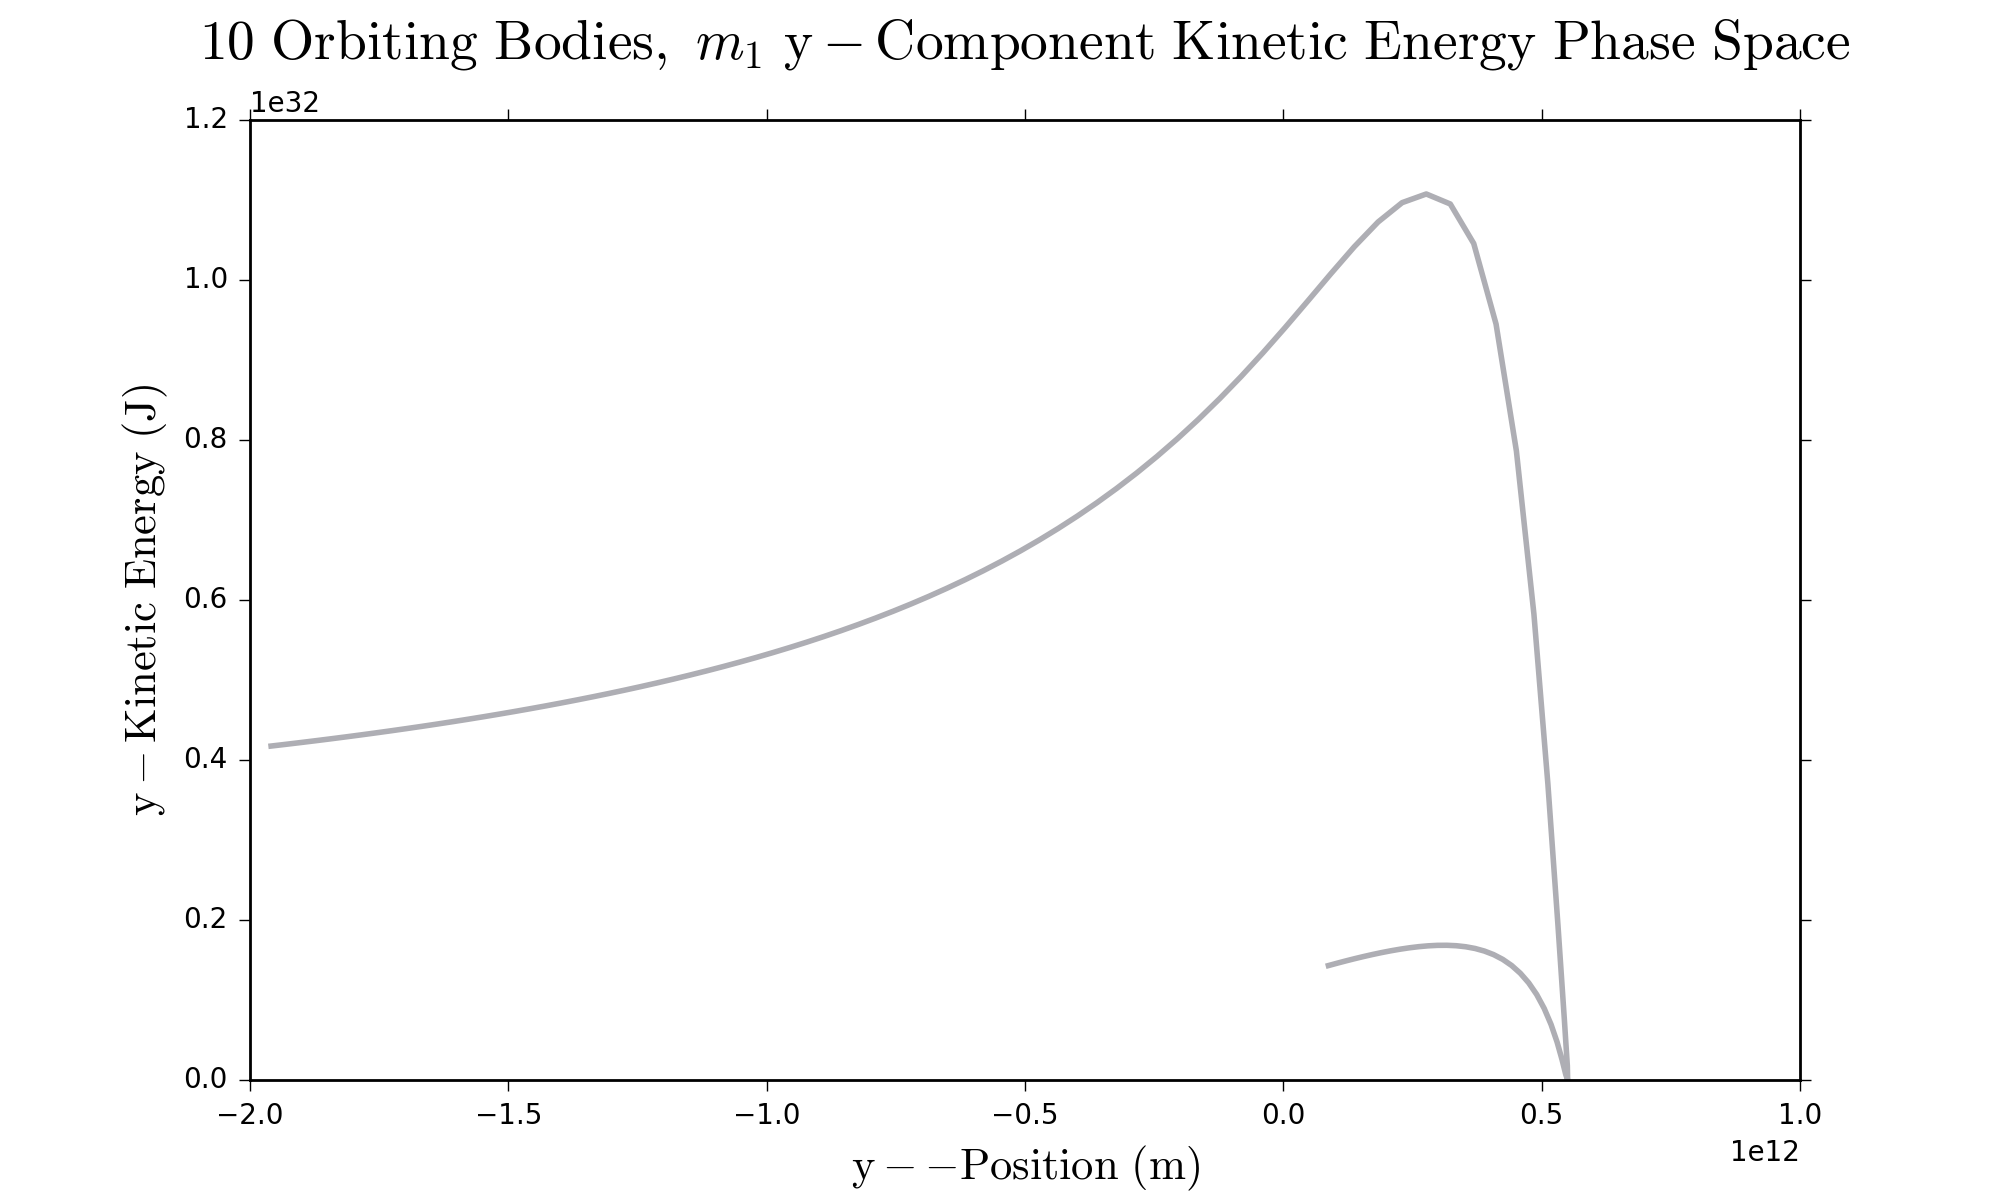 10 Orbiting Bodies, m₁ y−Component Kinetic Energy Phase Space
1e32
1.2
1.0
0.8
0.6
0.4
0.2
0.0
y−Kinetic Energy (J)
−2.0 −1.5 −1.0 −0.5 0.0 0.5 1.0
1e12
y−−Position (m)